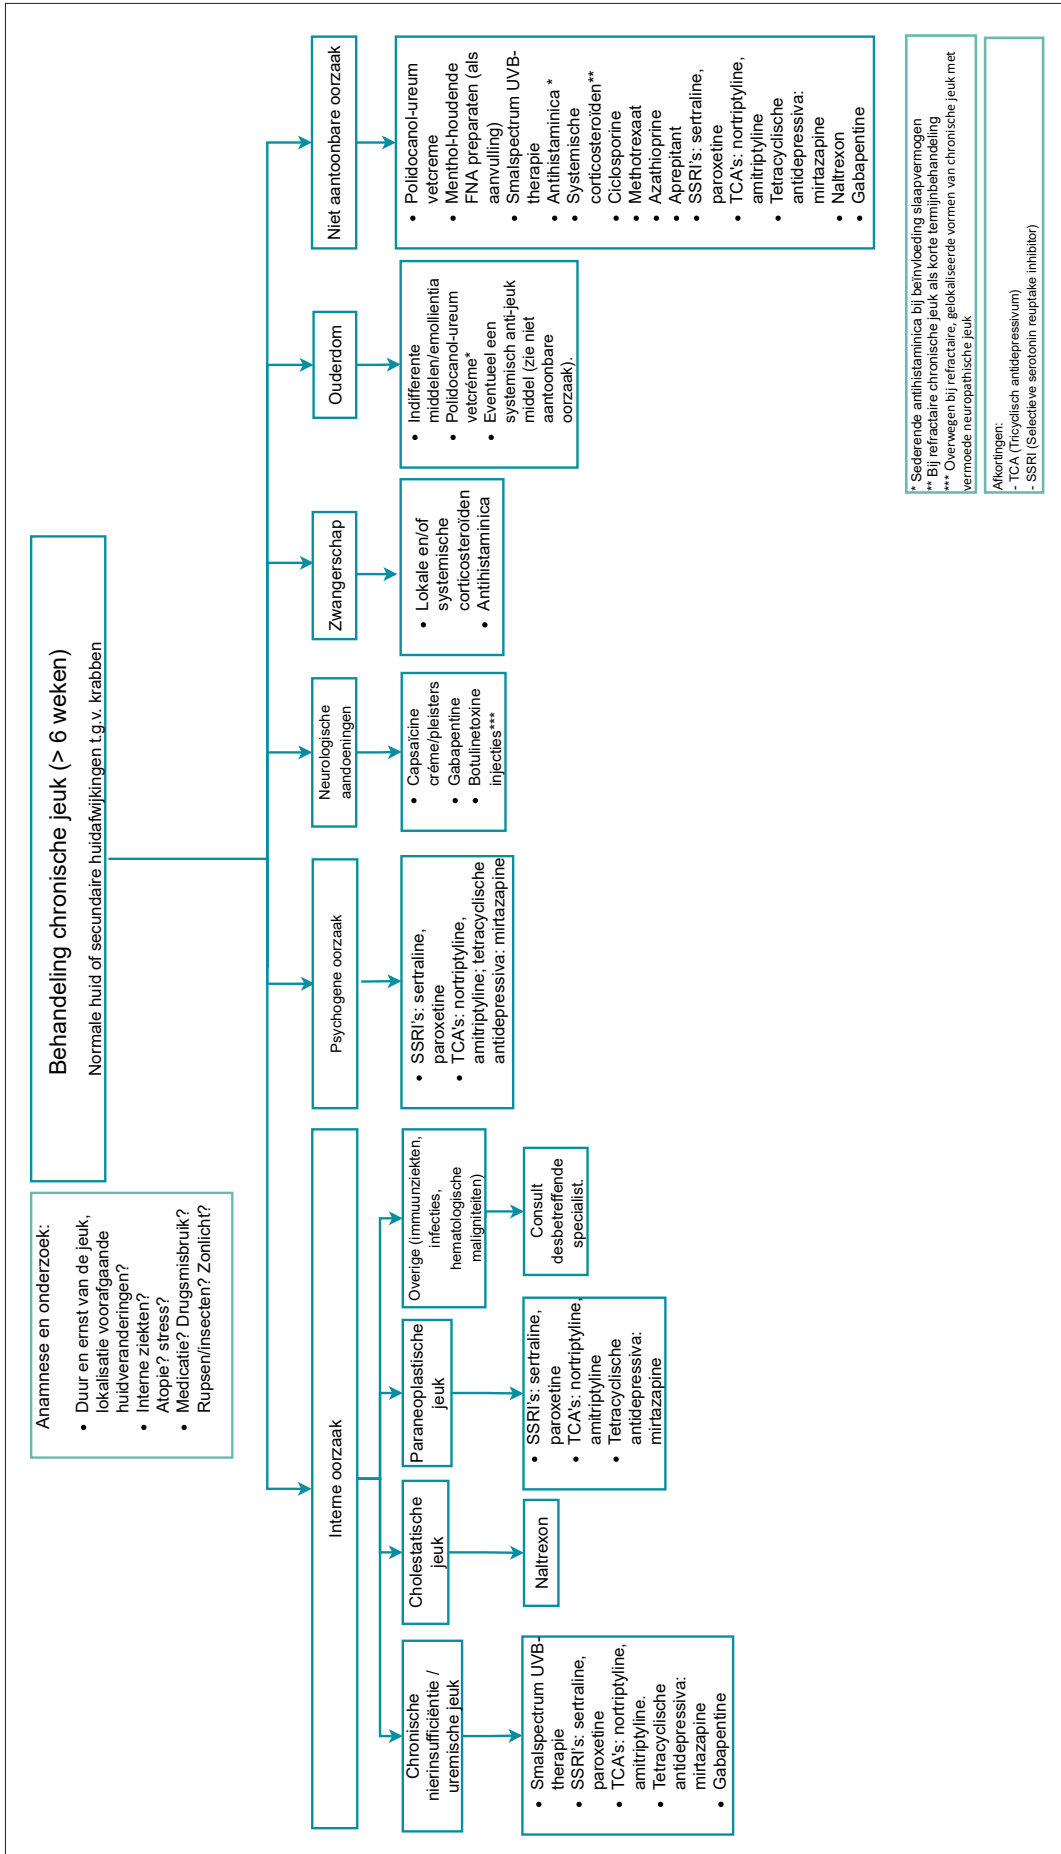 Behandeling chronische jeuk (> 6 weken)
Normale huid of secundaire huidafwijkingen t.g.v. krabben
Anamnese en onderzoek:
• Duur en ernst van de jeuk,
lokalisatie voorafgaande
huidveranderingen?
• Interne ziekten?
Atopie? stress?
• Medicatie? Drugsmisbruik?
Rupsen/insecten? Zonlicht?
Interne oorzaak
Chronische
nierinsufficiëntie /
uremische jeuk
• Smalspectrum UVB-
therapie
• SSRI's: sertraline,
paroxetine
• TCA's: nortriptyline,
amitriptyline.
• Tetracyclische
antidepressiva:
mirtazapine
• Gabapentine
Cholestatische
jeuk
Naltrexon
Paraneoplastische
jeuk
• SSRI's: sertraline,
paroxetine
• TCA's: nortriptyline,
amitriptyline
• Tetracyclische
antidepressiva:
mirtazapine
Overige (immuunziekten,
infecties,
hematologische
maligniteiten)
Consult
desbetreffende
specialist.
Psychogene oorzaak
• SSRI's: sertraline,
paroxetine
• TCA's: nortriptyline,
amitriptyline; tetracyclische
antidepressiva: mirtazapine
Neurologische
aandoeningen
• Capsaïcine
créme/pleisters
• Gabapentine
• Botulinetoxine
injecties***
Zwangerschap
• Lokale en/of
systemische
corticosteroïden
• Antihistaminica
Ouderdom
• Indifferente
middelen/emollientia
• Polidocanol-ureum
vetcréme*
• Eventueel een
systemisch anti-jeuk
middel (zie niet
aantoonbare
oorzaak).
Niet aantoonbare oorzaak
• Polidocanol-ureum
vetcreme
• Menthol-houdende
FNA preparaten (als
aanvulling)
• Smalspectrum UVB-
therapie
• Antihistaminica *
• Systemische
corticosteroïden**
• Ciclosporine
• Methotrexaat
• Azathioprine
• Aprepitant
• SSRI's: sertraline,
paroxetine
• TCA's: nortriptyline,
amitriptyline
• Tetracyclische
antidepressiva:
mirtazapine
• Naltrexon
• Gabapentine
* Sederende antihistaminica bij beïnvloeding slaapvermogen
** Bij refractaire chronische jeuk als korte termijnbehandeling
*** Overwegen bij refractaire, gelokaliseerde vormen van chronische jeuk met
vermoede neuropathische jeuk
Afkortingen:
- TCA (Tricyclisch antidepressivum)
- SSRI (Selectieve serotonin reuptake inhibitor)